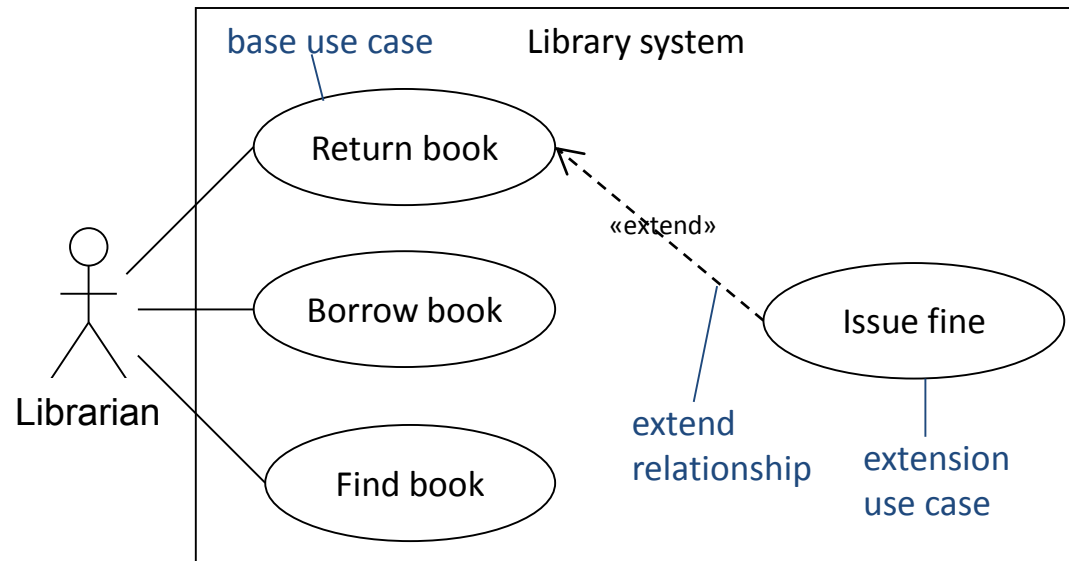 base use case
Library system
Return book
«extend»
Borrow book
Issue fine
Librarian
extend
relationship
extension
use case
Find book